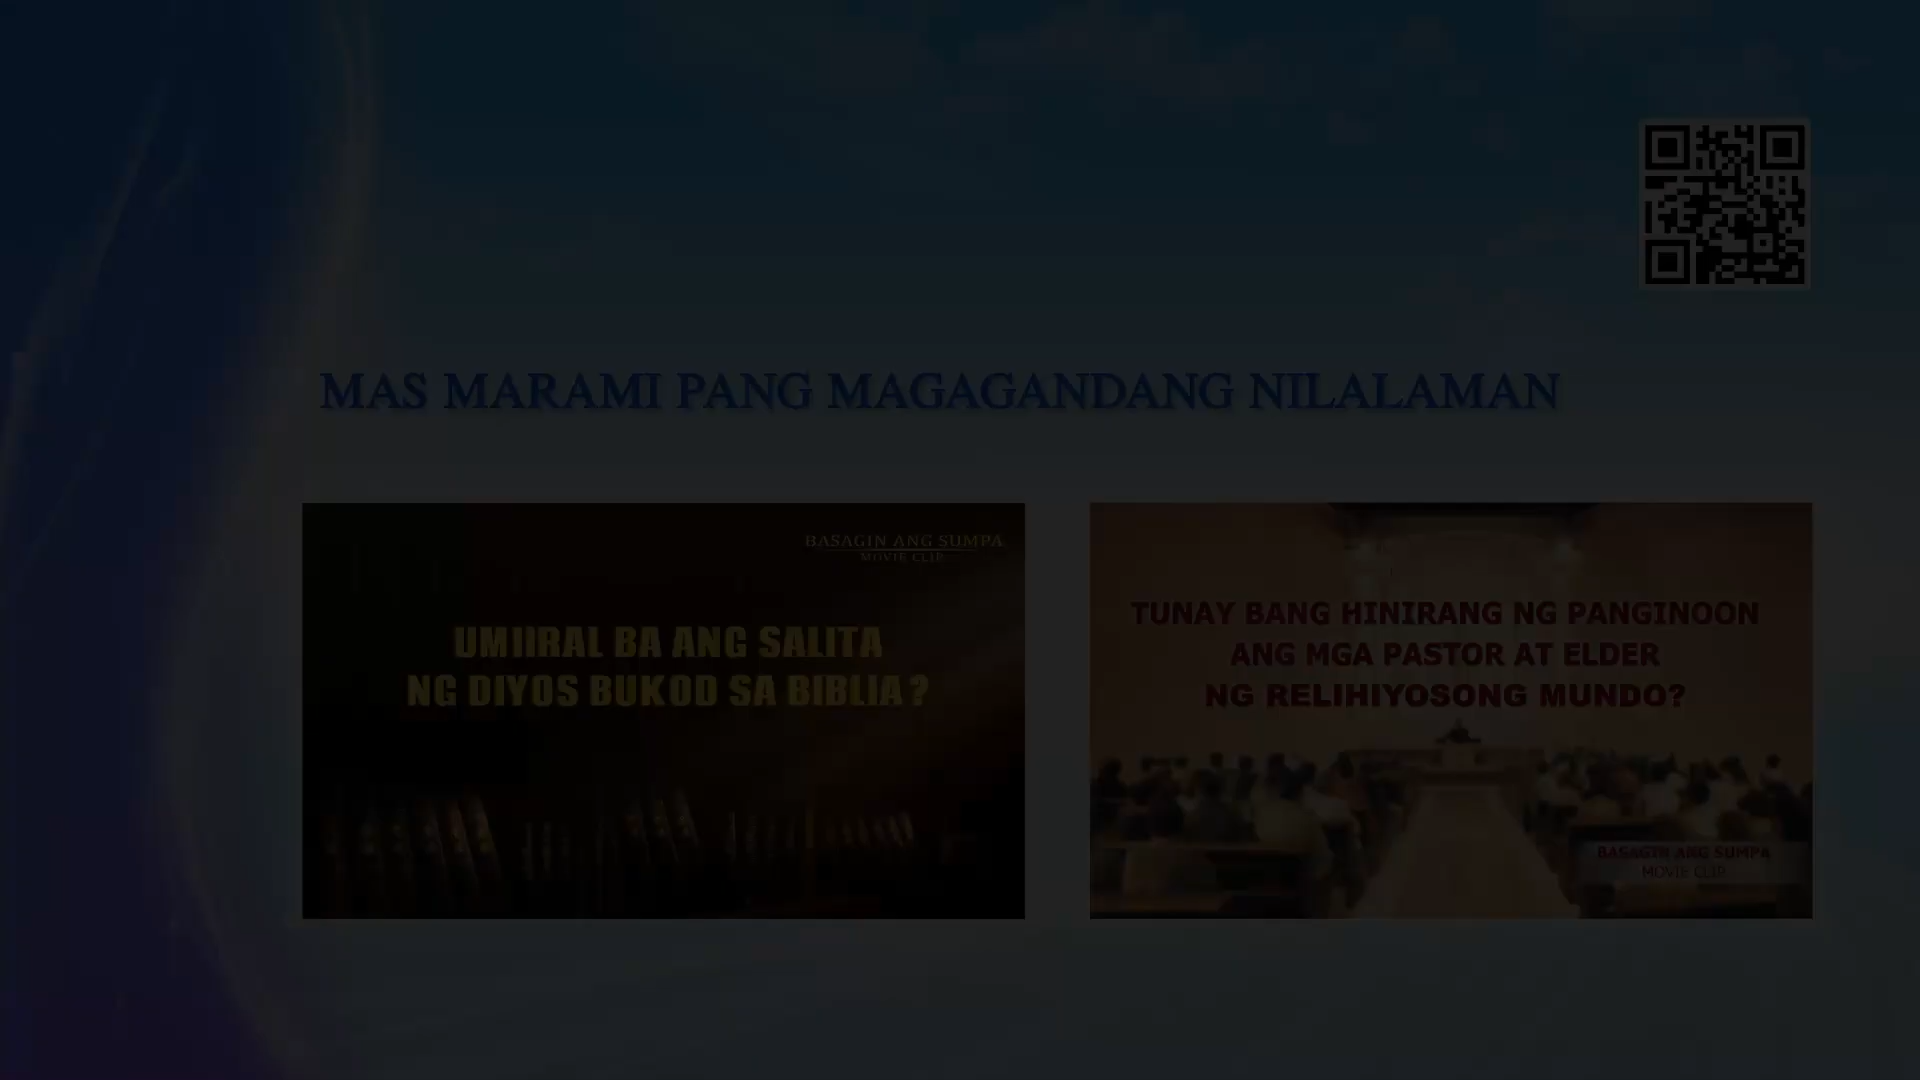 MAS MARAMI PANG MAGAGANDANG NILALAMAN
BASAGIN ANG SUMPA
MOVIE CLIP
UMIIRAL BA ANG SALITA
NG DIYOS BUKOD SA BIBLIA?
TUNAY BANG HINIRANG NG PANGINOON
ANG MGA PASTOR AT ELDER
NG RELIHIYOSONG MUNDO?
BASAGIN ANG SUMPA
MOVIE CLIP